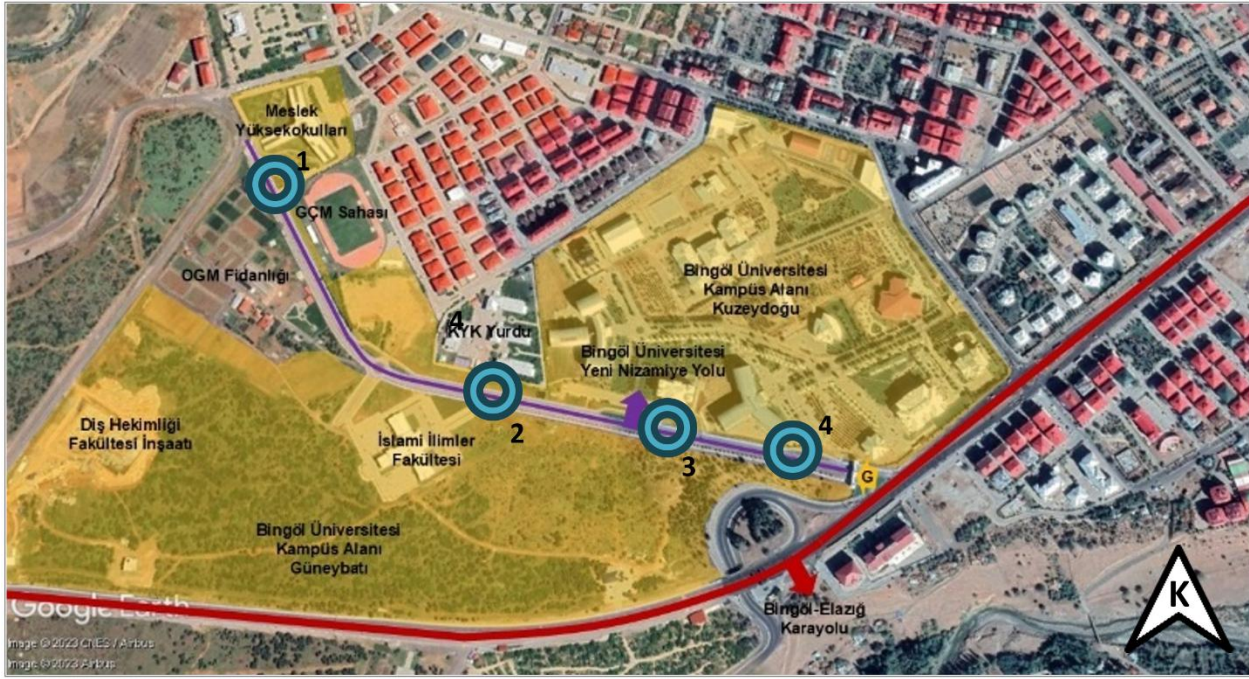 Meslek
Yüksekokulları
1
GÇM Sahası
OGM Fidanlığı
4
KYK Yurdu
Bingöl Üniversitesi
Kampüs Alanı
Kuzeydoğu
Bingöl Üniversitesi
Yeni Nizamiye Yolu
Diş Hekimliği
Fakültesi İnşaatı
İslami İlimler
Fakültesi
2
3
4
G
Bingöl Üniversitesi
Kampüs Alanı
Güneybatı
Bingöl-Elazığ
Karayolu
K
Google Earth
Image © 2023 CNES / Airbus
Image © 2023 Airbus